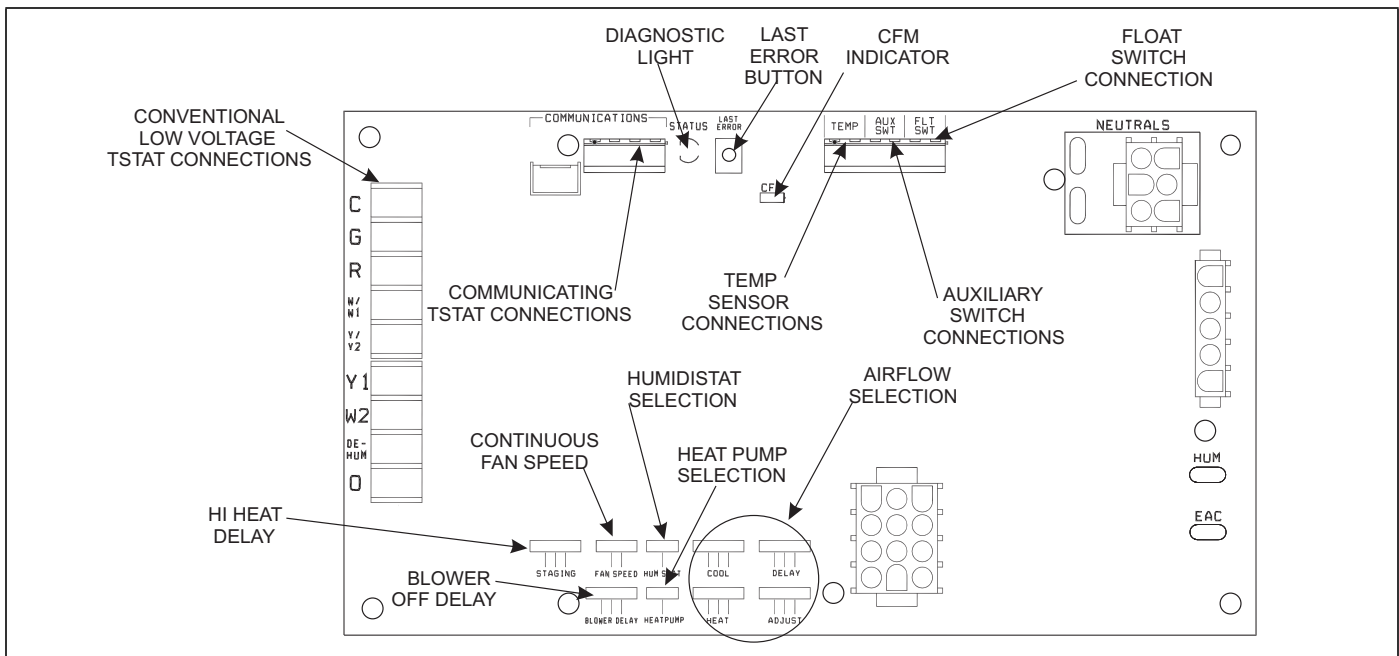 DIAGNOSTIC
LIGHT
LAST
ERROR
BUTTON
CFM
INDICATOR
FLOAT
SWITCH
CONNECTION
CONVENTIONAL
LOW VOLTAGE
TSTAT CONNECTIONS
COMMUNICATIONS
STATUS
LAST
ERROR
TEMP
AUX
SWT
FLT
SWT
NEUTRALS
CF
C
G
R
W/
W1
Y/
Y2
Y1
W2
DE-
HUM
O
COMMUNICATING
TSTAT CONNECTIONS
TEMP
SENSOR
CONNECTIONS
AUXILIARY
SWITCH
CONNECTIONS
HUMIDISTAT
SELECTION
AIRFLOW
SELECTION
CONTINUOUS
FAN SPEED
HEAT PUMP
SELECTION
HUM
EAC
HI HEAT
DELAY
STAGING
FAN SPEED
HUM
COOL
DELAY
BLOWER
OFF DELAY
BLOWER DELAY
HEATPUMP
HEAT
ADJUST